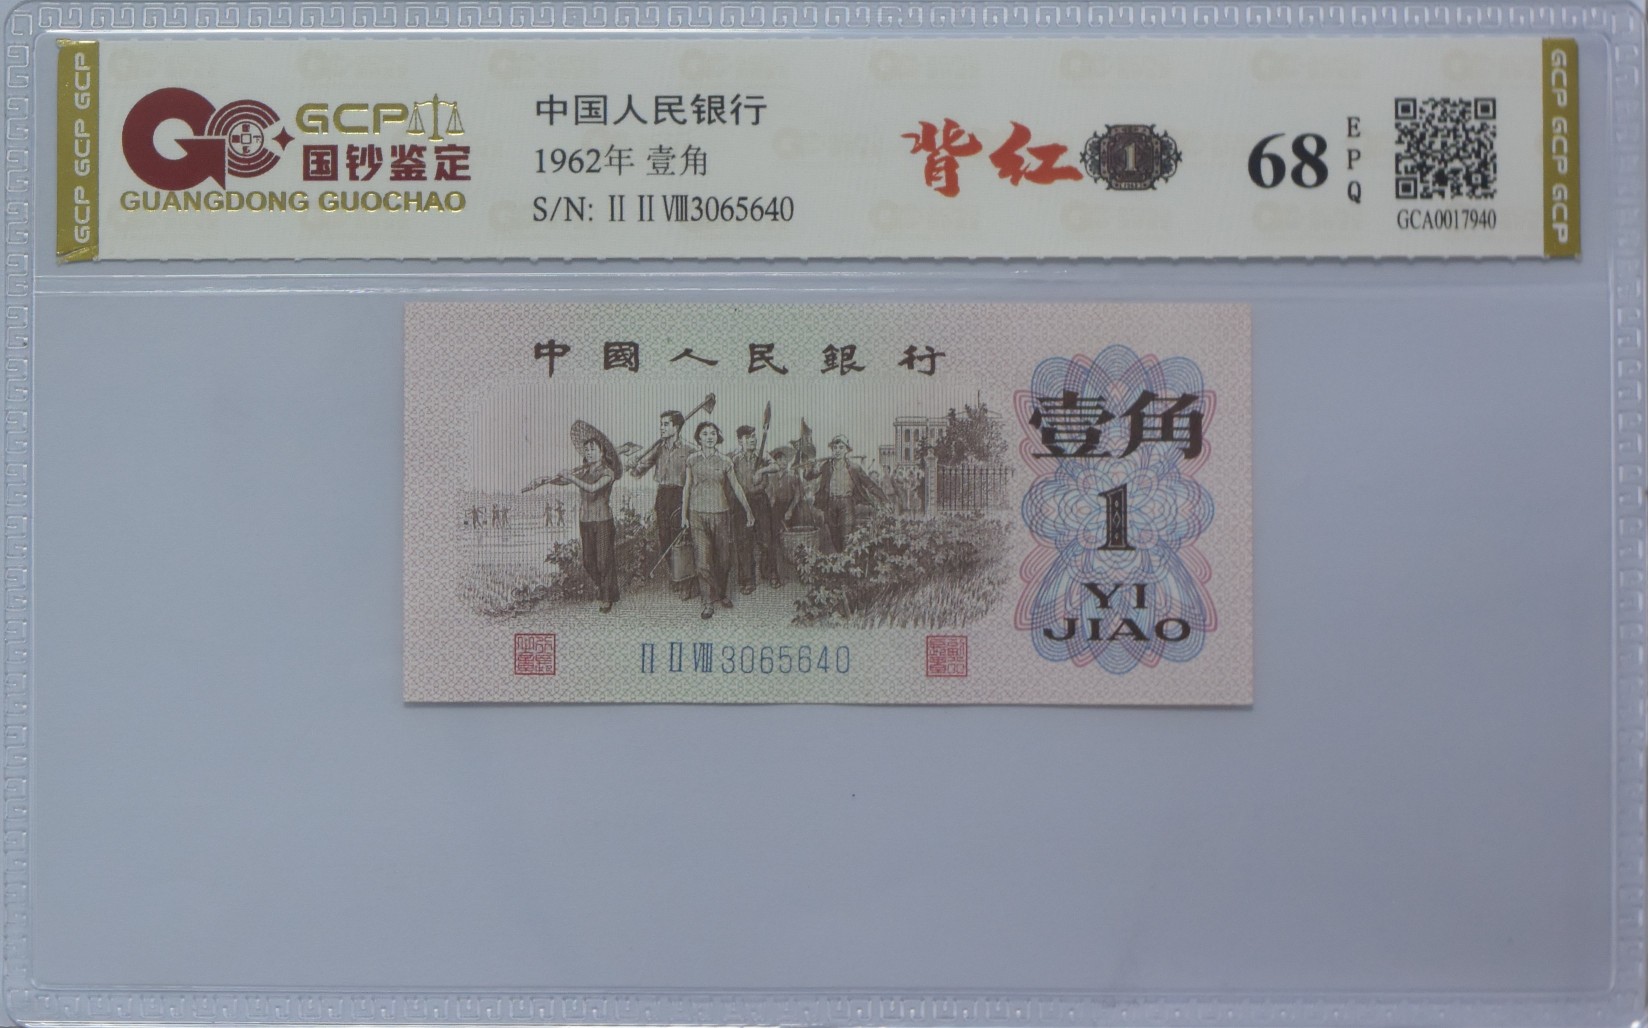 GCP GCP GCP
GCP
国钞鉴定
GUANGDONG GUOCHAO
中国人民银行
1962年 壹角
S/N: Ⅱ Ⅱ Ⅷ3065640
背红
1
68
EPQ
GCA0017940
GCP GCP GCP
中國人民銀行
壹角
1
YI
JIAO
Ⅱ Ⅱ Ⅷ 3065640